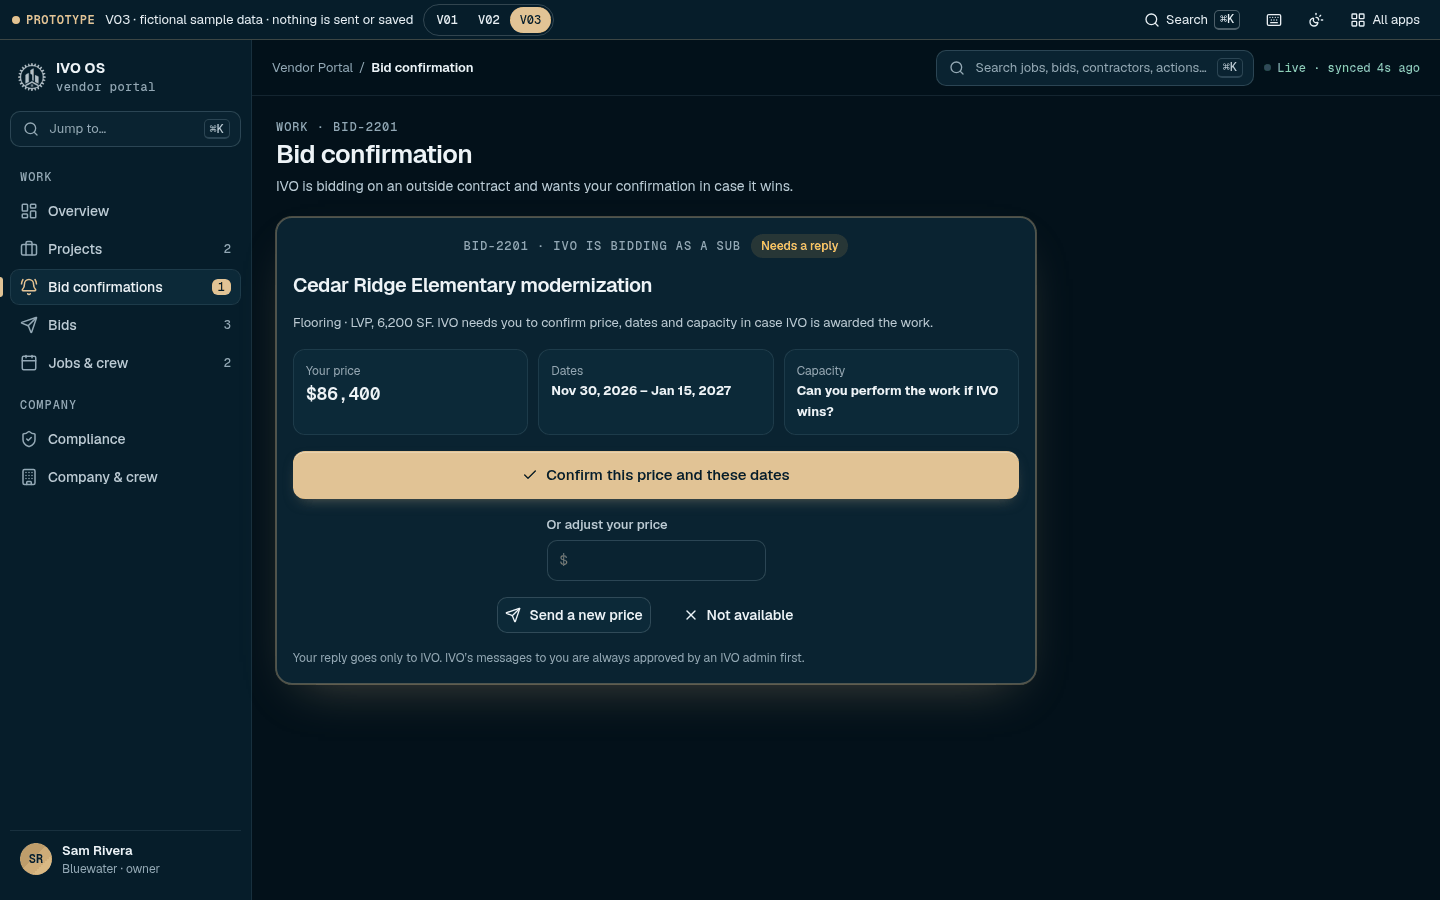 PROTOTYPE V03 · fictional sample data · nothing is sent or saved V01 V02 V03 Search ⌘K All apps
IVO OS
vendor portal
Jump to... ⌘K
WORK
Overview
Projects 2
Bid confirmations 1
Bids 3
Jobs & crew 2
COMPANY
Compliance
Company & crew
SR
Sam Rivera
Bluewater · owner
Vendor Portal / Bid confirmation
Search jobs, bids, contractors, actions... ⌘K
Live · synced 4s ago
WORK · BID-2201
Bid confirmation
IVO is bidding on an outside contract and wants your confirmation in case it wins.
BID-2201 · IVO IS BIDDING AS A SUB Needs a reply
Cedar Ridge Elementary modernization
Flooring · LVP, 6,200 SF. IVO needs you to confirm price, dates and capacity in case IVO is awarded the work.
Your price
$86,400
Dates
Nov 30, 2026 – Jan 15, 2027
Capacity
Can you perform the work if IVO
wins?
Confirm this price and these dates
Or adjust your price
$
Send a new price
Not available
Your reply goes only to IVO. IVO's messages to you are always approved by an IVO admin first.